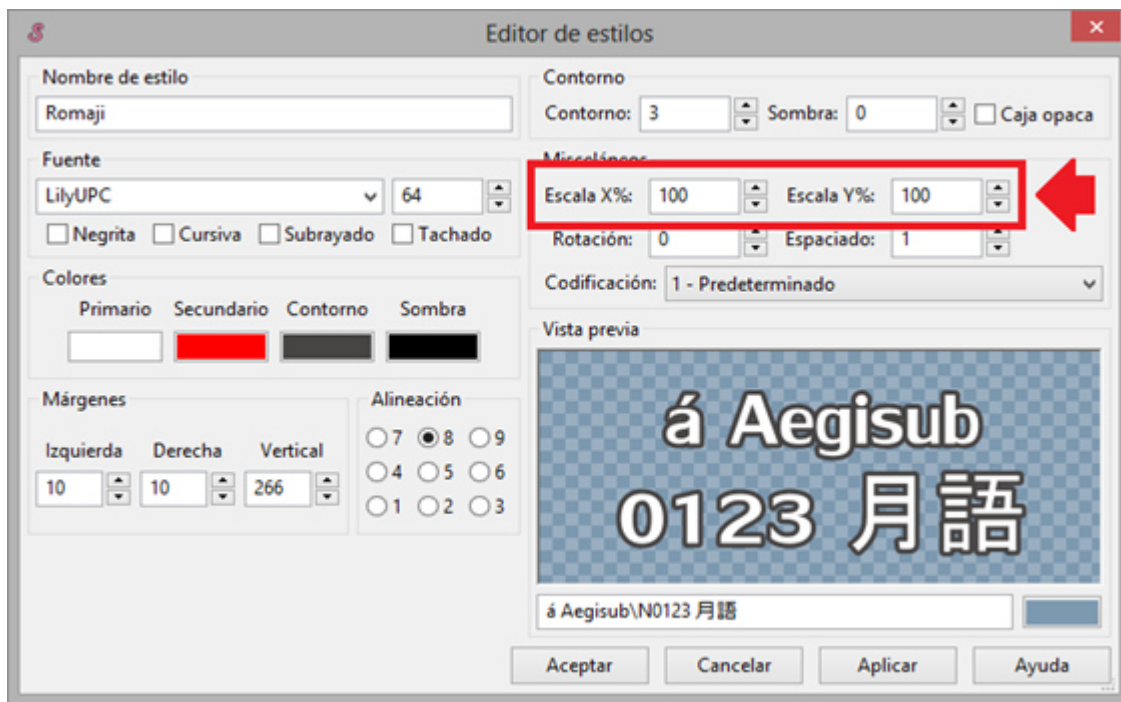 Editor de estilos
Nombre de estilo
Romaji
Fuente
LilyUPC 64
Negrita Cursiva Subrayado Tachado
Colores
Primario Secundario Contorno Sombra
Márgenes
Izquierda Derecha Vertical
10 10 266
Alineación
7 8 9
4 5 6
1 2 3
Contorno
Contorno: 3 Sombra: 0 Caja opaca
Misceláneos
Escala X%: 100 Escala Y%: 100
Rotación: 0 Espaciado: 1
Codificación: 1 - Predeterminado
Vista previa
á Aegisub
0123 月語
á Aegisub\N0123 月語
Aceptar Cancelar Aplicar Ayuda